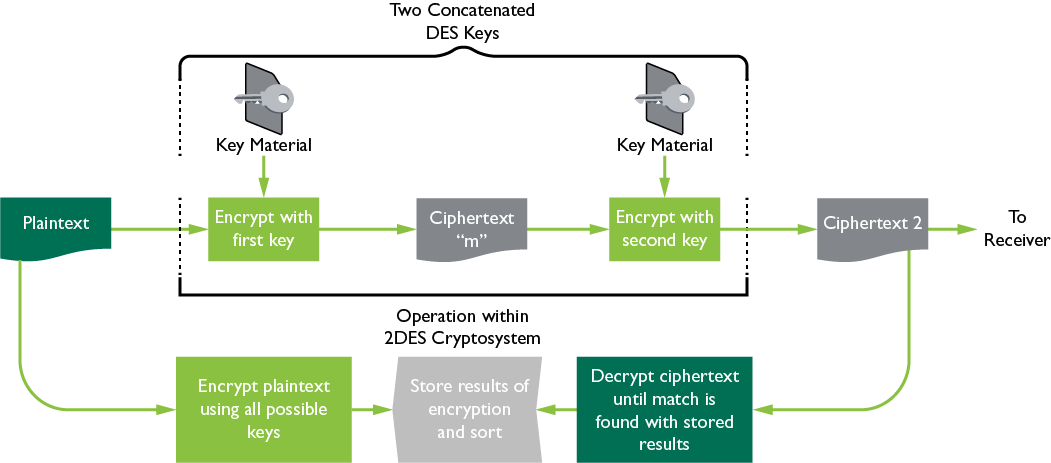 Two Concatenated
DES Keys
Key Material
Key Material
Plaintext
Encrypt with
first key
Ciphertext
“m”
Encrypt with
second key
Ciphertext 2
To
Receiver
Operation within
2DES Cryptosystem
Encrypt plaintext
using all possible
keys
Store results of
encryption
and sort
Decrypt ciphertext
until match is
found with stored
results